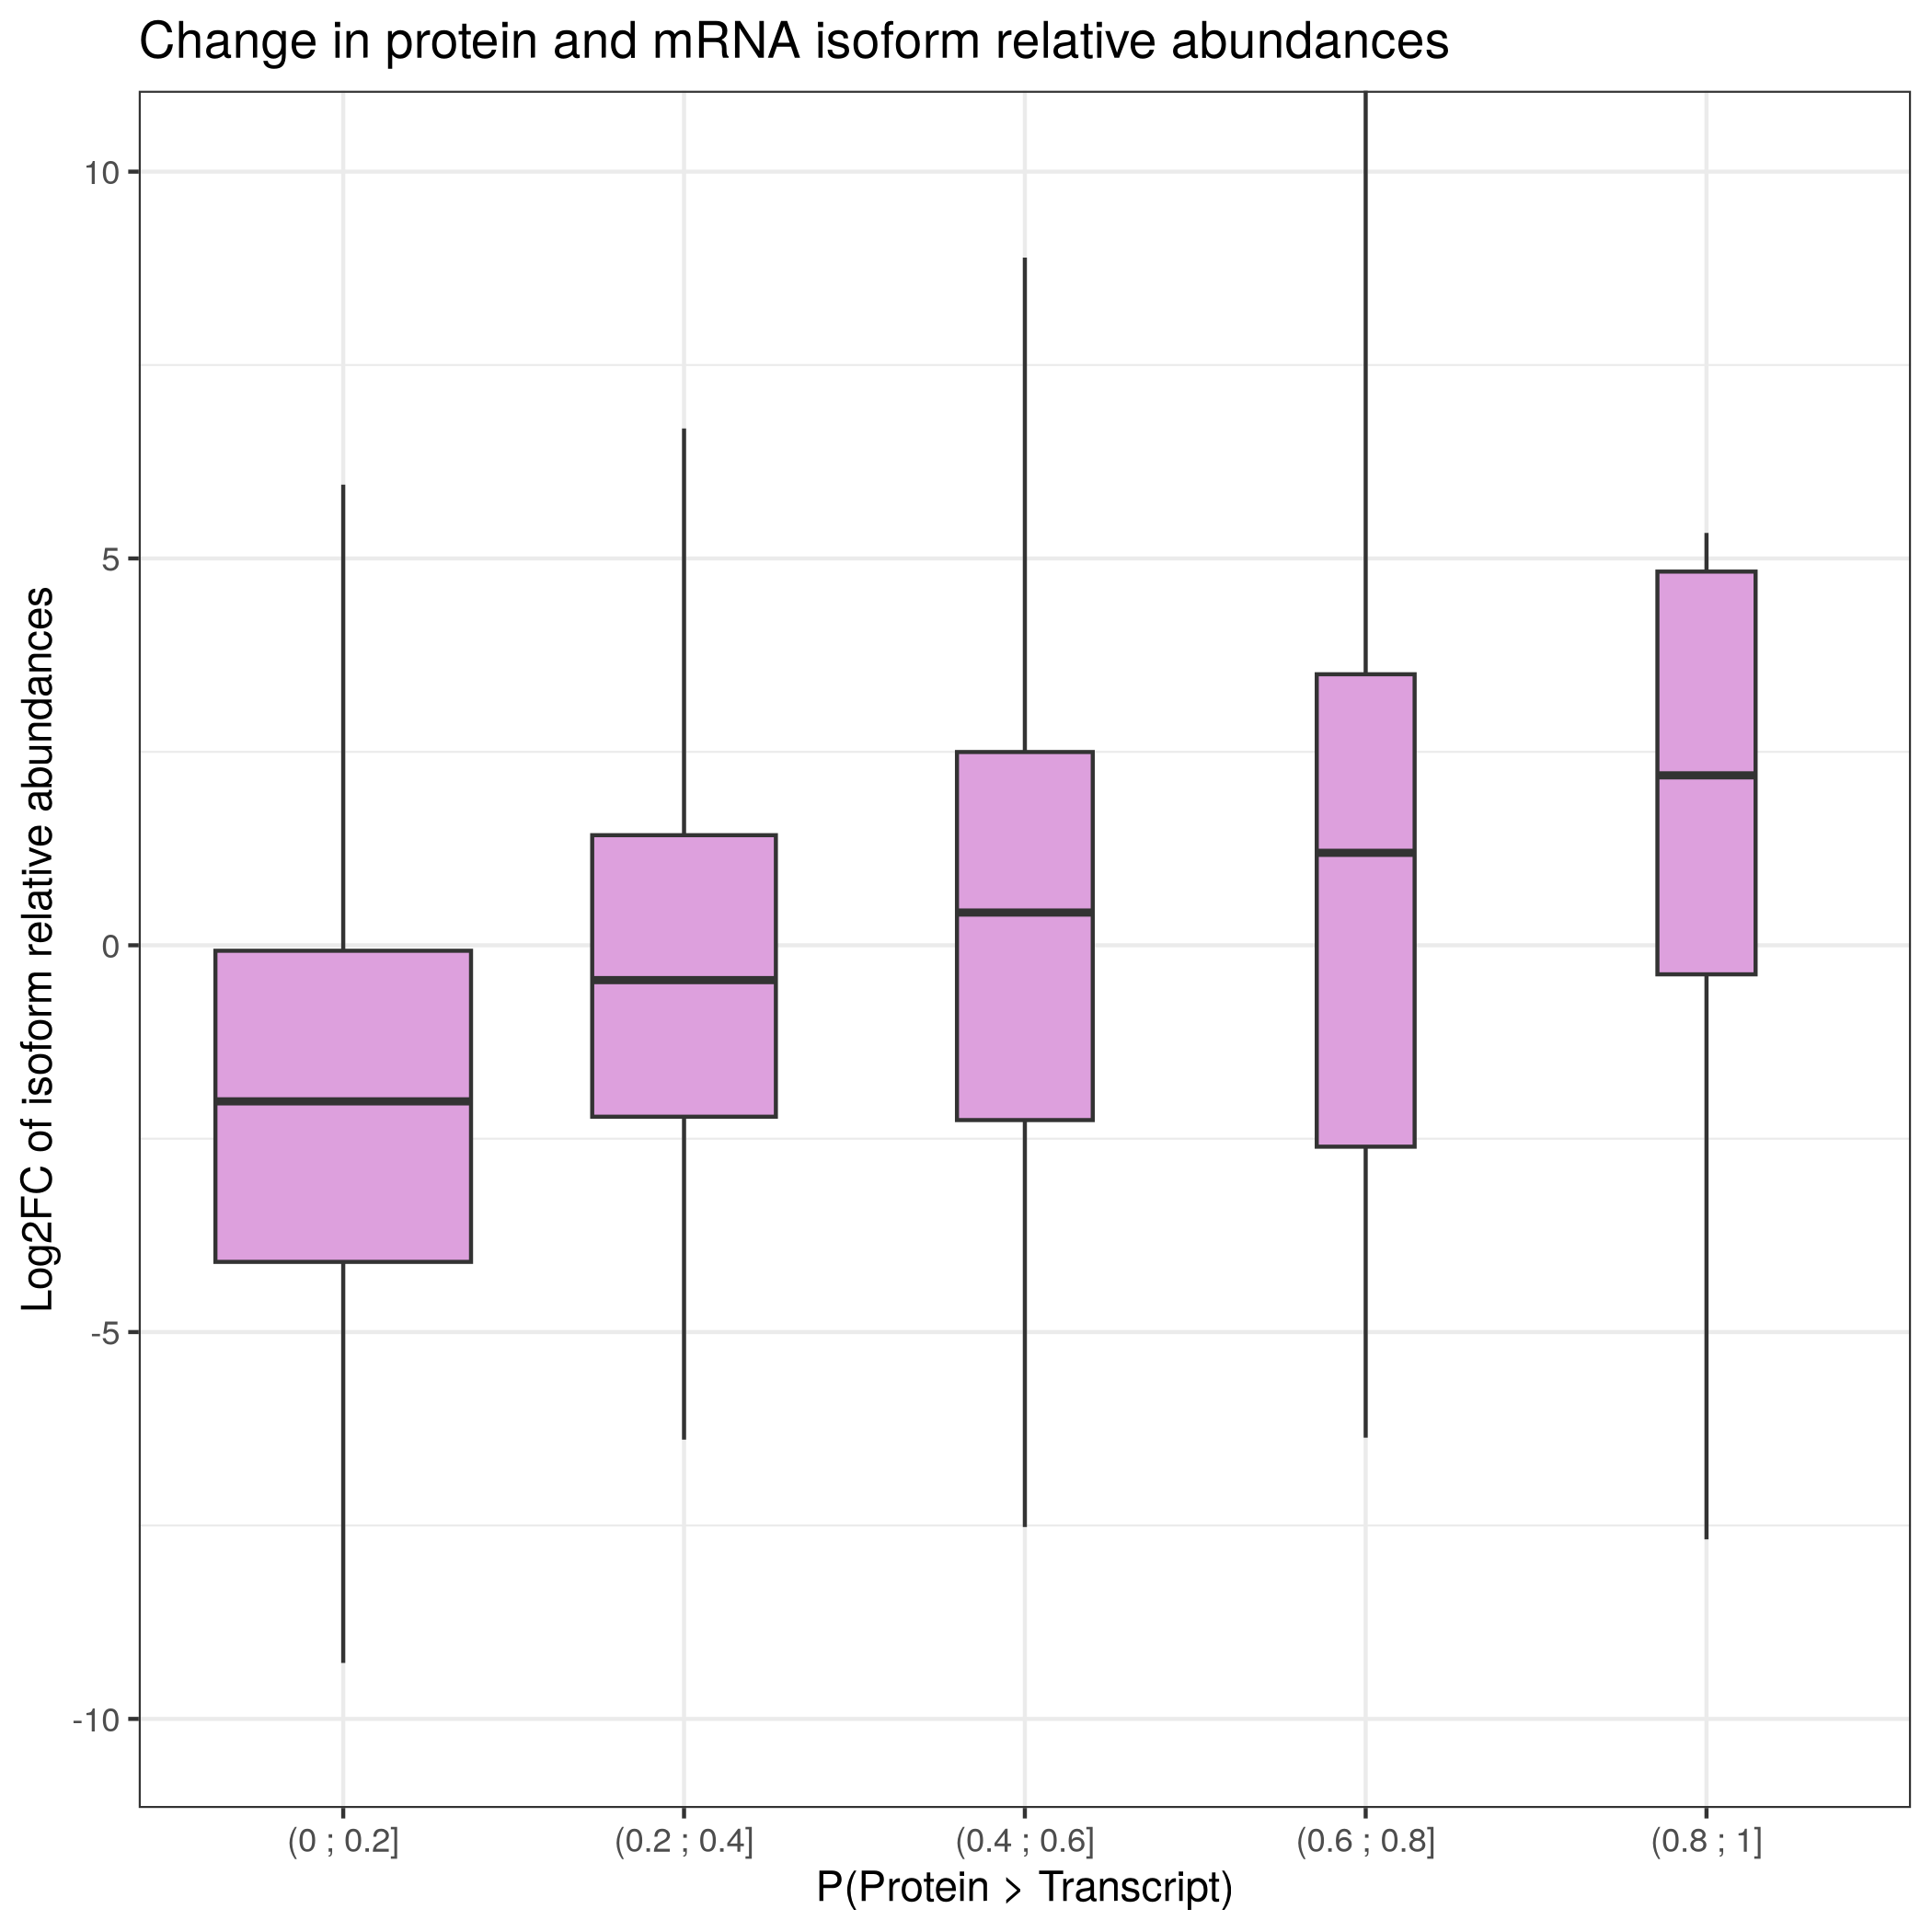 Change in protein and mRNA isoform relative abundances
Log2FC of isoform relative abundances
10
5
0
-5
-10
(0 ; 0.2]
(0.2 ; 0.4]
(0.4 ; 0.6]
(0.6 ; 0.8]
(0.8 ; 1]
P(Protein > Transcript)